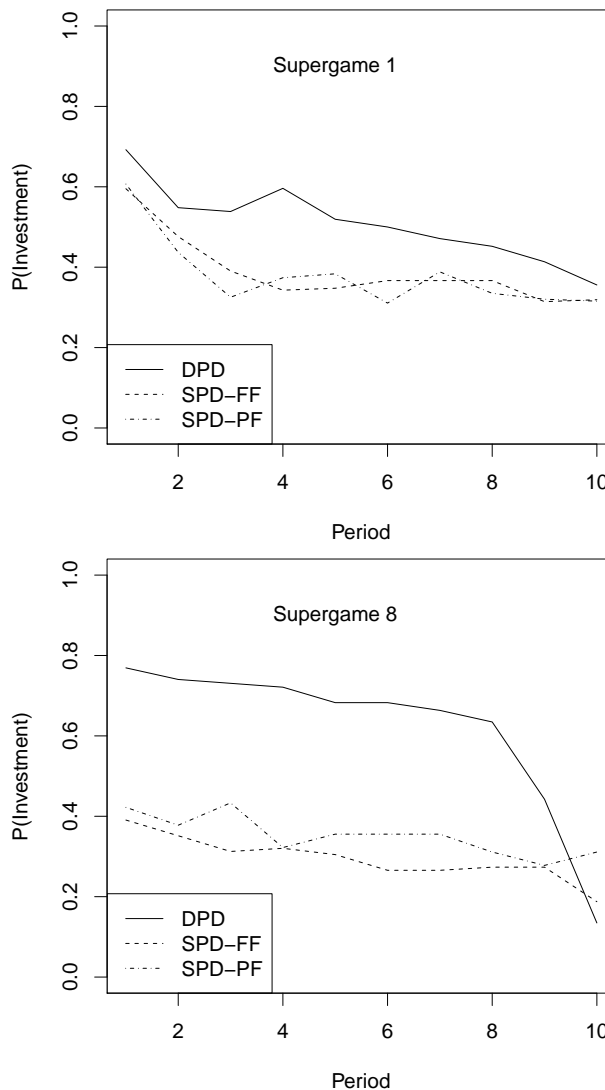 Supergame 1
P(Investment)
1.0
0.8
0.6
0.4
0.2
0.0
DPD
SPD−FF
SPD−PF
2 4 6 8 10
Period
Supergame 8
P(Investment)
1.0
0.8
0.6
0.4
0.2
0.0
DPD
SPD−FF
SPD−PF
2 4 6 8 10
Period